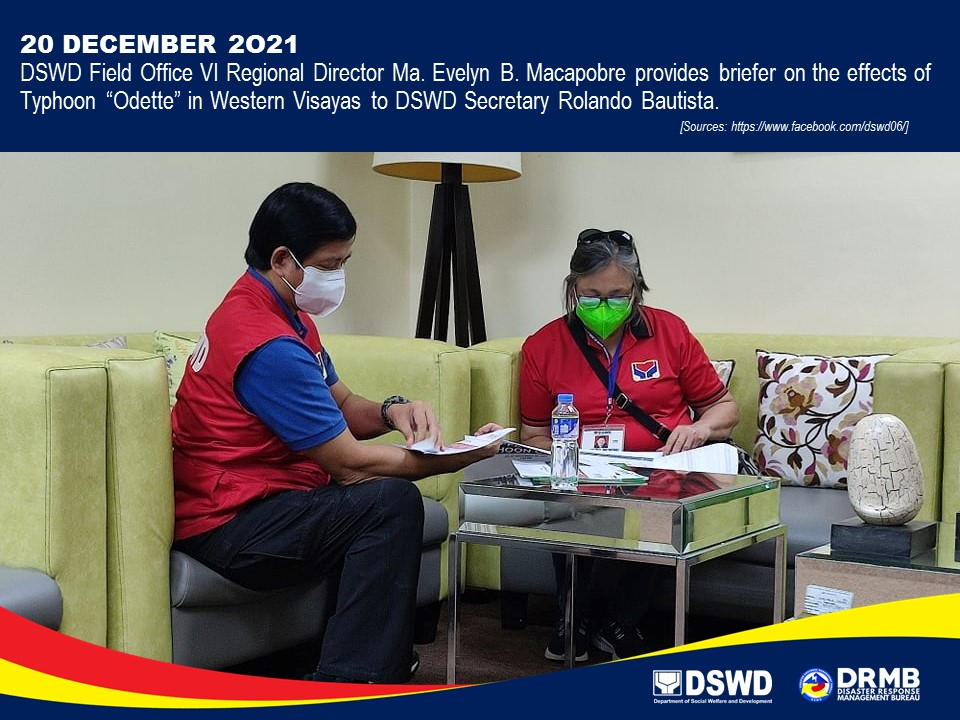 20 DECEMBER 2O21
DSWD Field Office VI Regional Director Ma. Evelyn B. Macapobre provides briefer on the effects of
Typhoon “Odette” in Western Visayas to DSWD Secretary Rolando Bautista.
[Sources: https://www.facebook.com/dswd06/]
DSWD
Department of Social Welfare and Development
DRMB
DISASTER RESPONSE
MANAGEMENT BUREAU